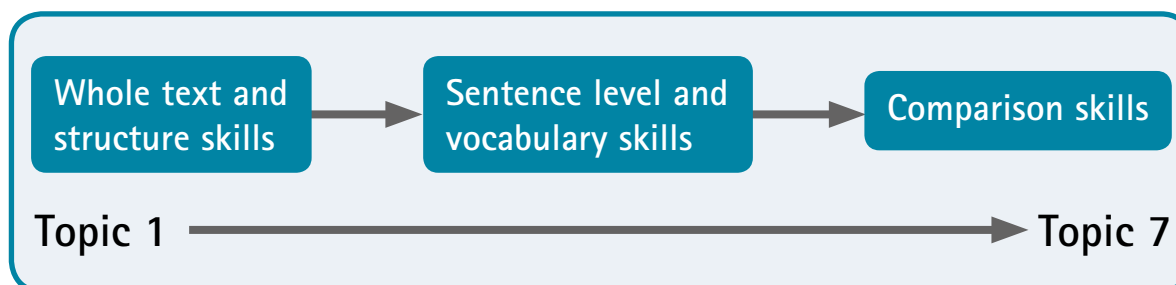 Whole text and
structure skills
Sentence level and
vocabulary skills
Comparison skills
Topic 1
Topic 7